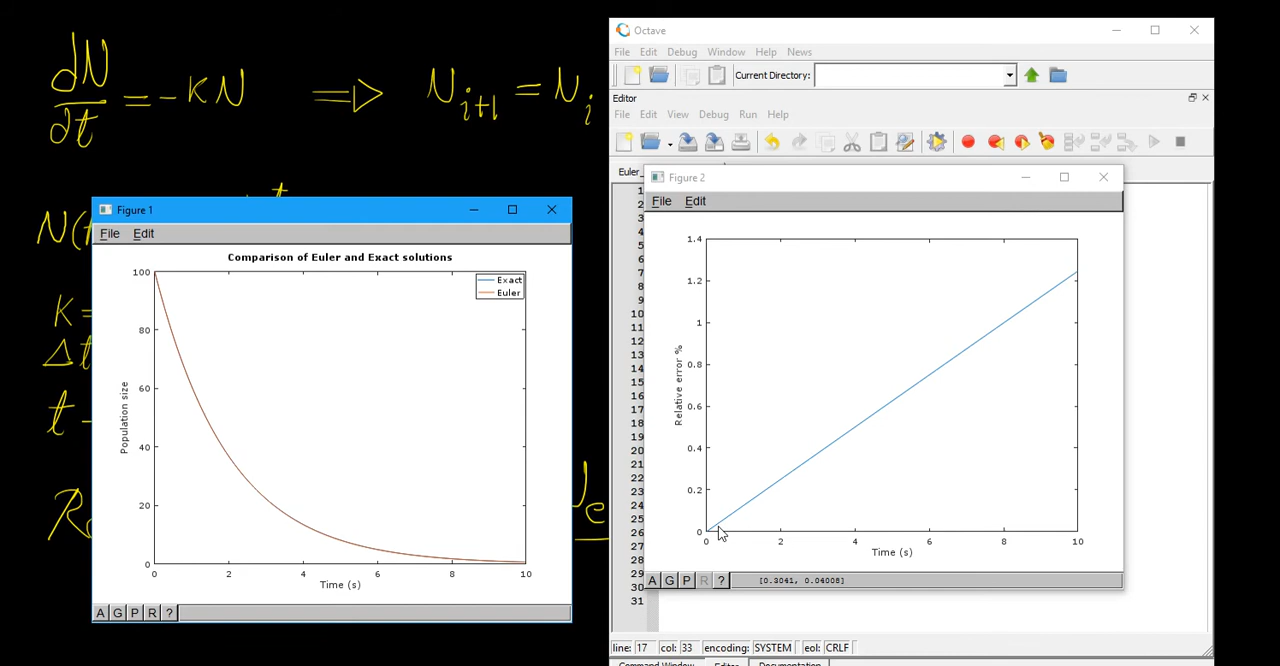 dN/dt = -KN ⇒ N i+1 = N i
N(
t
K =
Δt
t -
e
Octave
File Edit Debug Window Help News
Current Directory:
Editor
File Edit View Debug Run Help
Euler_
1
2
3
4
5
6
7
8
9
10
11
12
13
14
15
16
17
18
19
20
21
22
23
24
25
26
27
28
29
30
31
line: 17 col: 33 encoding: SYSTEM eol: CRLF
Command Window Editor Documentation
Figure 1
File Edit
Comparison of Euler and Exact solutions
Exact
Euler
100
80
60
40
20
0
Population size
0 2 4 6 8 10
Time (s)
A G P R ?
Figure 2
File Edit
1.4
1.2
1
0.8
0.6
0.4
0.2
0
Relative error %
0 2 4 6 8 10
Time (s)
A G P R ? [0.3041, 0.04008]